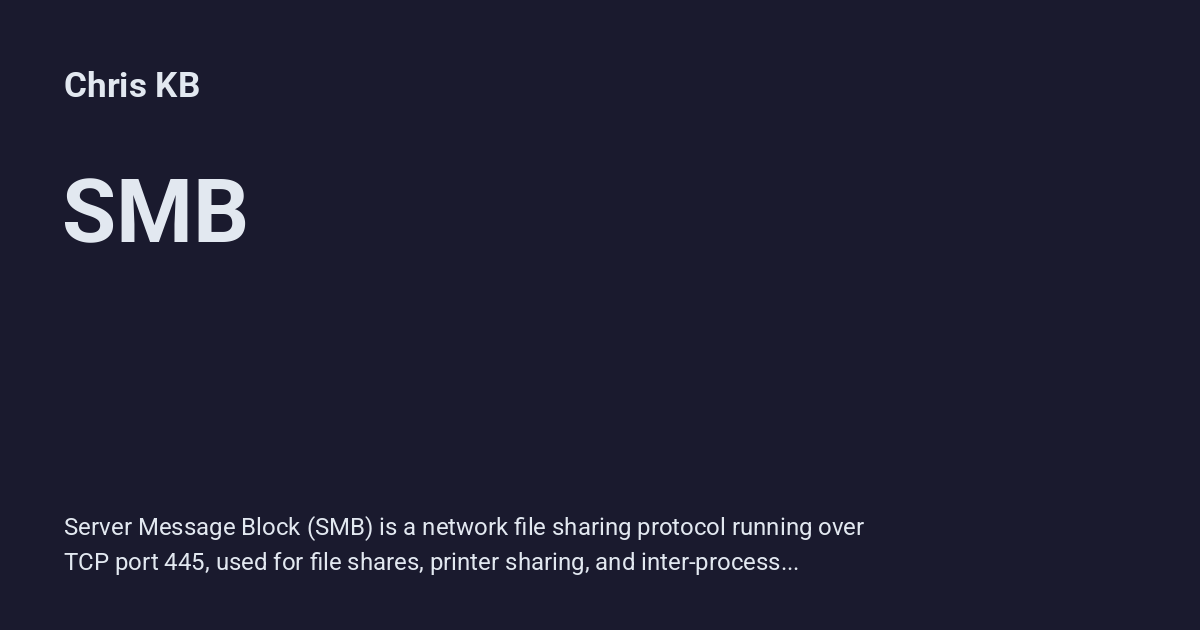 Chris KB
SMB
Server Message Block (SMB) is a network file sharing protocol running over
TCP port 445, used for file shares, printer sharing, and inter-process...